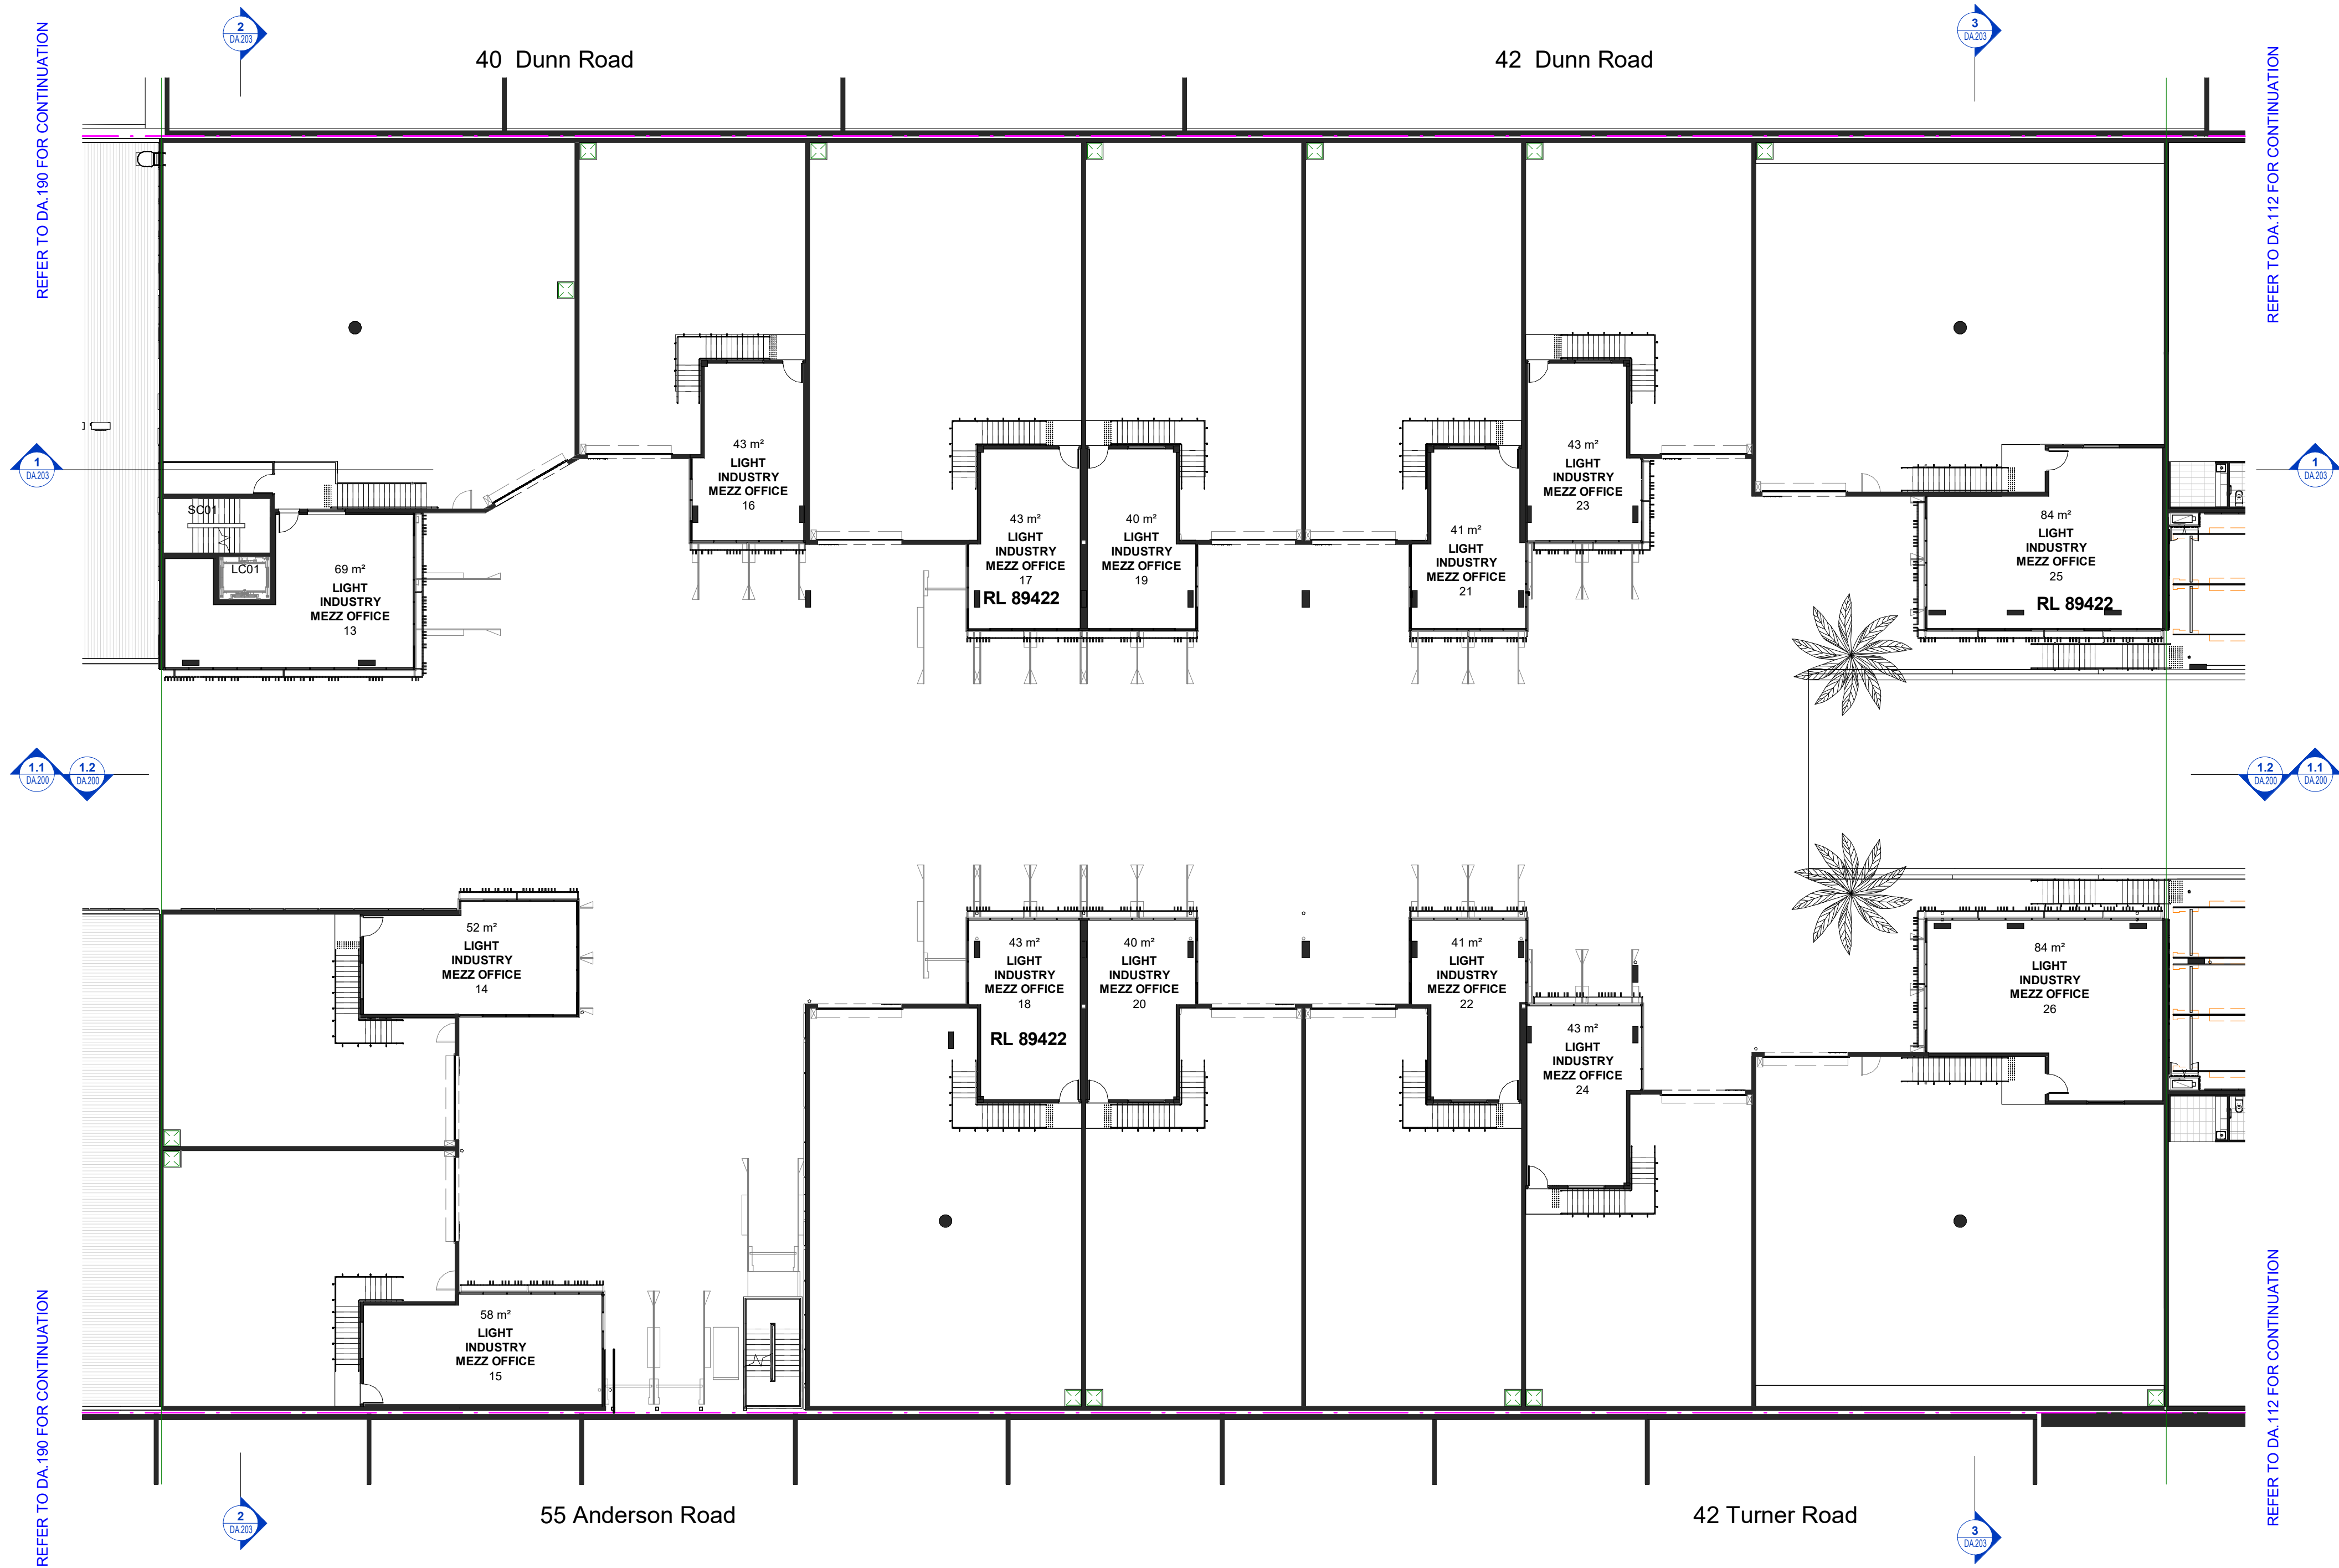 2
DA.203
40 Dunn Road
42 Dunn Road
3
DA.203
REFER TO DA.190 FOR CONTINUATION
REFER TO DA.112 FOR CONTINUATION
1
DA.203
1
DA.203
43 m²
LIGHT
INDUSTRY
MEZZ OFFICE
16
43 m²
LIGHT
INDUSTRY
MEZZ OFFICE
23
SC01
LC01
69 m²
LIGHT
INDUSTRY
MEZZ OFFICE
13
43 m²
LIGHT
INDUSTRY
MEZZ OFFICE
17
RL 89422
40 m²
LIGHT
INDUSTRY
MEZZ OFFICE
19
41 m²
LIGHT
INDUSTRY
MEZZ OFFICE
21
84 m²
LIGHT
INDUSTRY
MEZZ OFFICE
25
RL 89422
1.1
DA.200
1.2
DA.200
1.2
DA.200
1.1
DA.200
52 m²
LIGHT
INDUSTRY
MEZZ OFFICE
14
43 m²
LIGHT
INDUSTRY
MEZZ OFFICE
18
RL 89422
40 m²
LIGHT
INDUSTRY
MEZZ OFFICE
20
41 m²
LIGHT
INDUSTRY
MEZZ OFFICE
22
43 m²
LIGHT
INDUSTRY
MEZZ OFFICE
24
84 m²
LIGHT
INDUSTRY
MEZZ OFFICE
26
58 m²
LIGHT
INDUSTRY
MEZZ OFFICE
15
REFER TO DA.190 FOR CONTINUATION
REFER TO DA.112 FOR CONTINUATION
2
DA.203
55 Anderson Road
42 Turner Road
3
DA.203